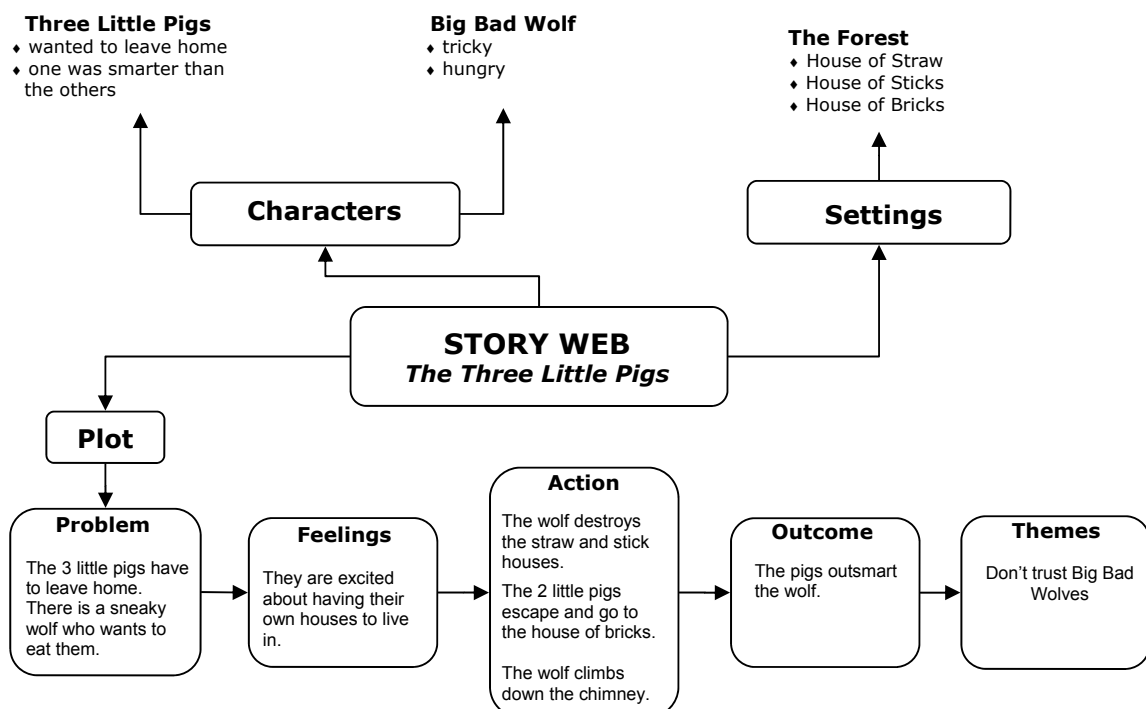 Three Little Pigs
♦ wanted to leave home
♦ one was smarter than
the others
Big Bad Wolf
♦ tricky
♦ hungry
The Forest
♦ House of Straw
♦ House of Sticks
♦ House of Bricks
Characters
Settings
STORY WEB
The Three Little Pigs
Plot
Problem
The 3 little pigs have
to leave home.
There is a sneaky
wolf who wants to
eat them.
Feelings
They are excited
about having their
own houses to live
in.
Action
The wolf destroys
the straw and stick
houses.
The 2 little pigs
escape and go to
the house of bricks.
The wolf climbs
down the chimney.
Outcome
The pigs outsmart
the wolf.
Themes
Don’t trust Big Bad
Wolves